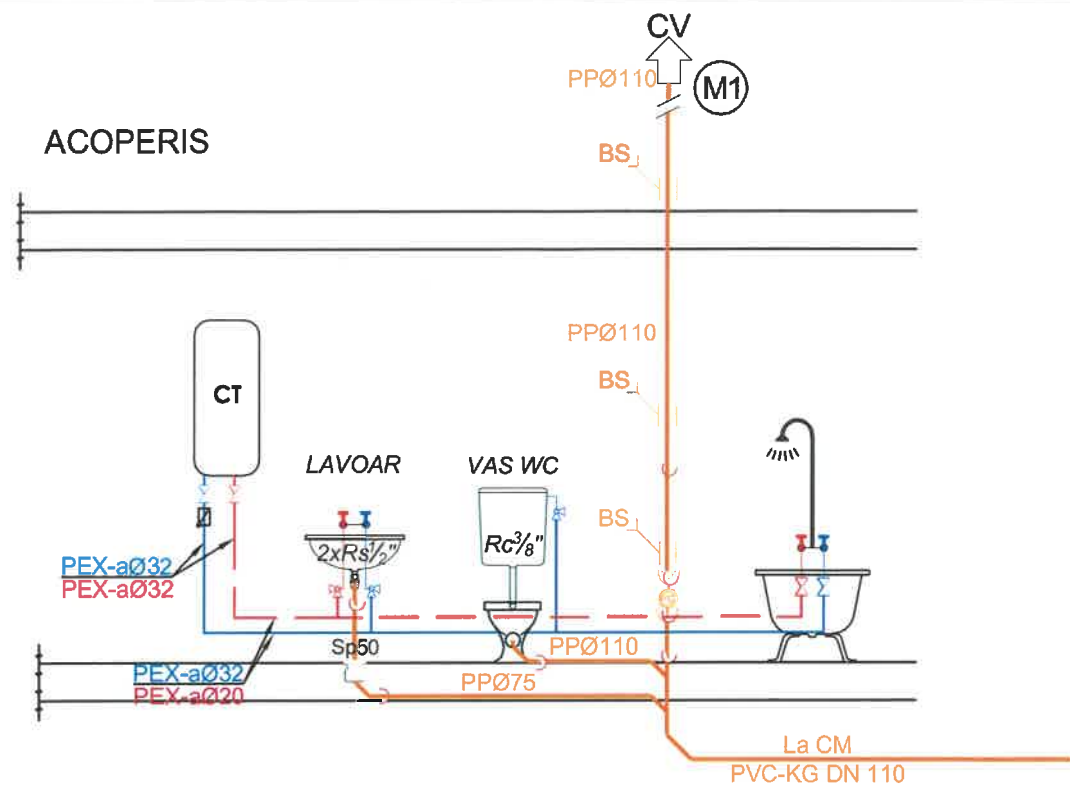 CV
PPØ110
M1
ACOPERIS
BS
PPØ110
BS
CT
LAVOAR
VAS WC
BS
2xRs1/2"
Rc3/8"
PEX-aØ32
PEX-aØ32
Sp50
PPØ110
PEX-aØ32
PEX-aØ20
PPØ75
La CM
PVC-KG DN 110